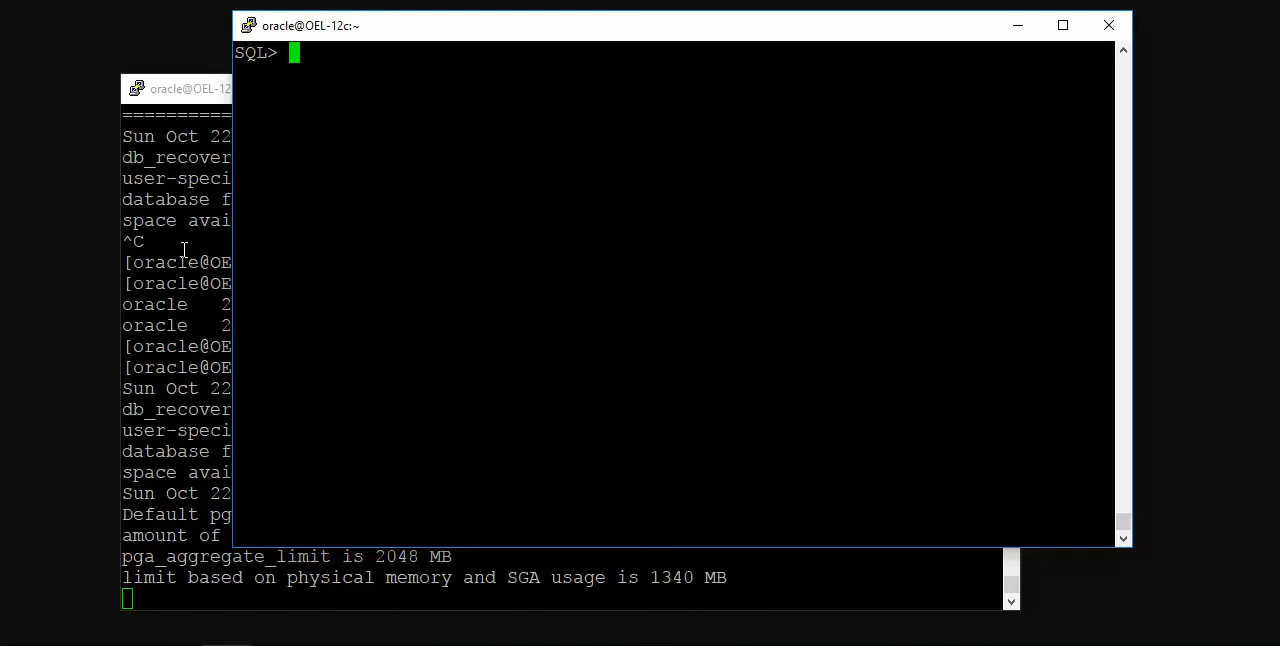 oracle@OEL-12c:~
SQL>
oracle@OEL-12
===========
Sun Oct 22
db_recover
user-speci
database f
space avai
^C
[oracle@OE
[oracle@OE
oracle   2
oracle   2
[oracle@OE
[oracle@OE
Sun Oct 22
db_recover
user-speci
database f
space avai
Sun Oct 22
Default pg
amount of
pga_aggregate_limit is 2048 MB
limit based on physical memory and SGA usage is 1340 MB